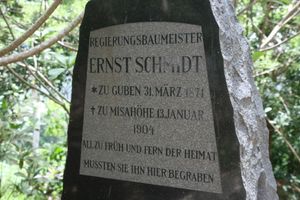 REGIERUNGSBAUMEISTER
ERNST SCHMIDT
* ZU GUBEN 31. MÄRZ 1871
† ZU MISAHÖHE 13. JANUAR
1904
ALLZU FRÜH UND FERN DER HEIMAT
MUSSTEN SIE IHN HIER BEGRABEN